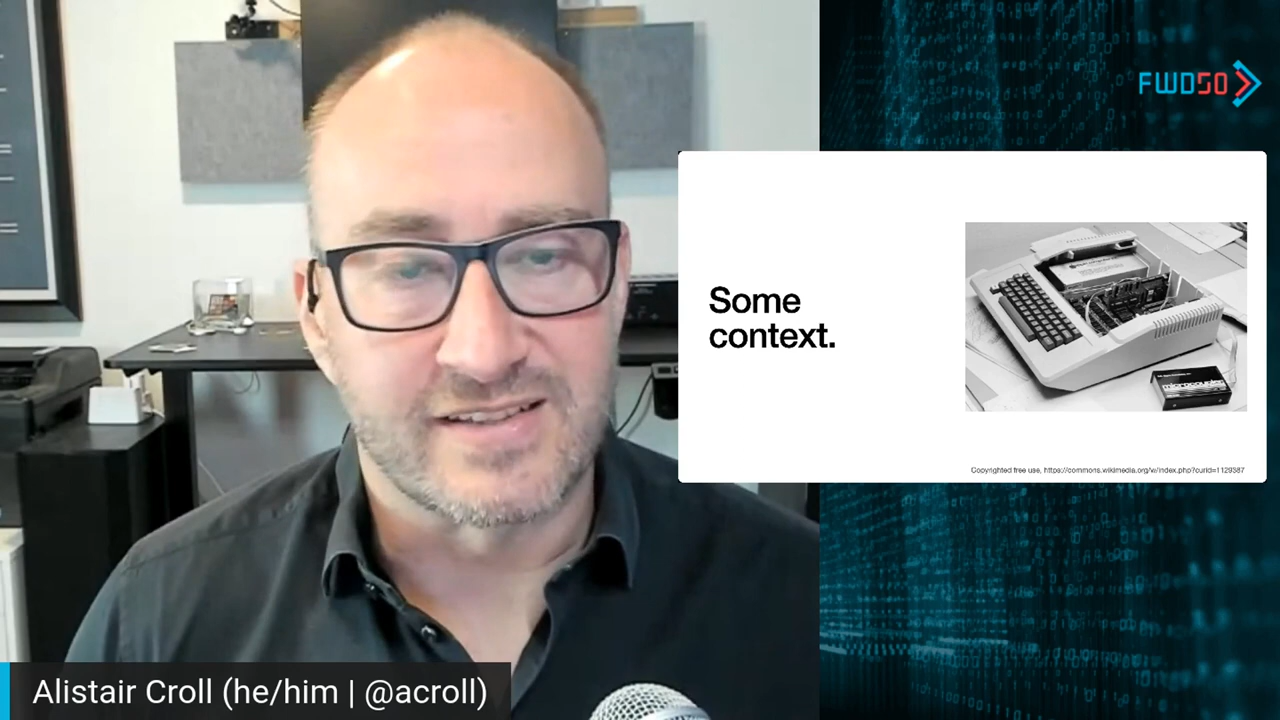 FWD50
Some
context.
microcoupler
Copyrighted free use, https://commons.wikimedia.org/w/index.php?curid=1129387
Alistair Croll (he/him | @acroll)